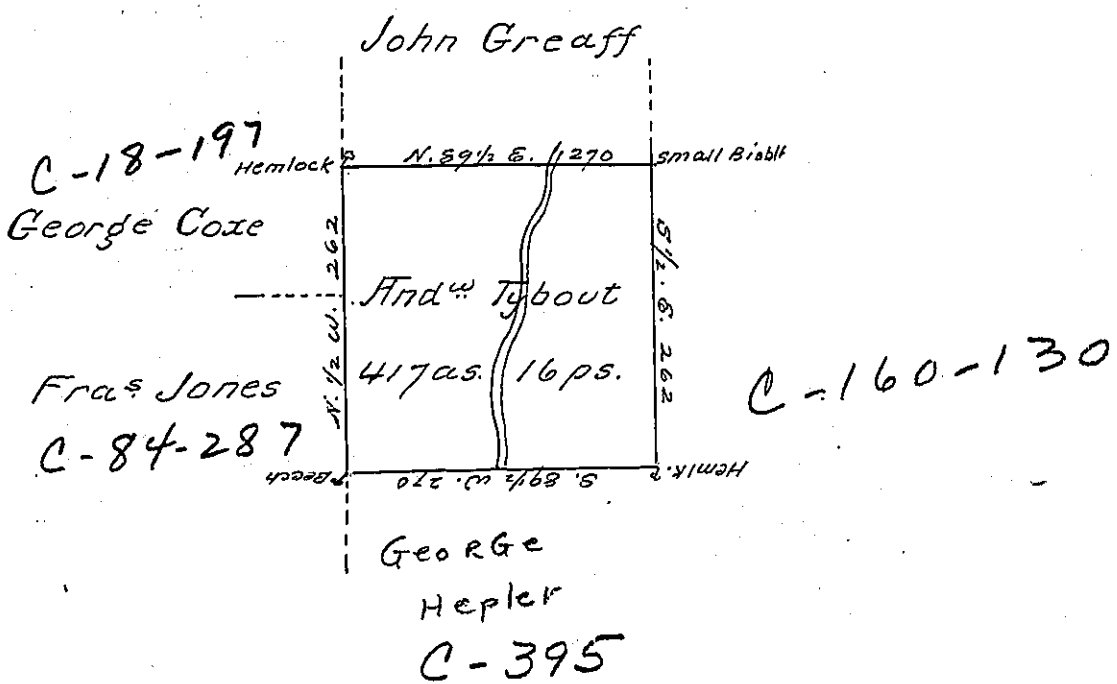 John Greaff
C-18-197
Hemlock
N. 89½ E. 270
small
George Coxe
N. ½ W. 262
S ½. E. 262
Andw Tybout
417 as. 16 ps.
Fras Jones
C-84-287
C-160-130
Beech
S. 89½ W. 270
Hemlk.
GeoRGe
Hepler
C-395